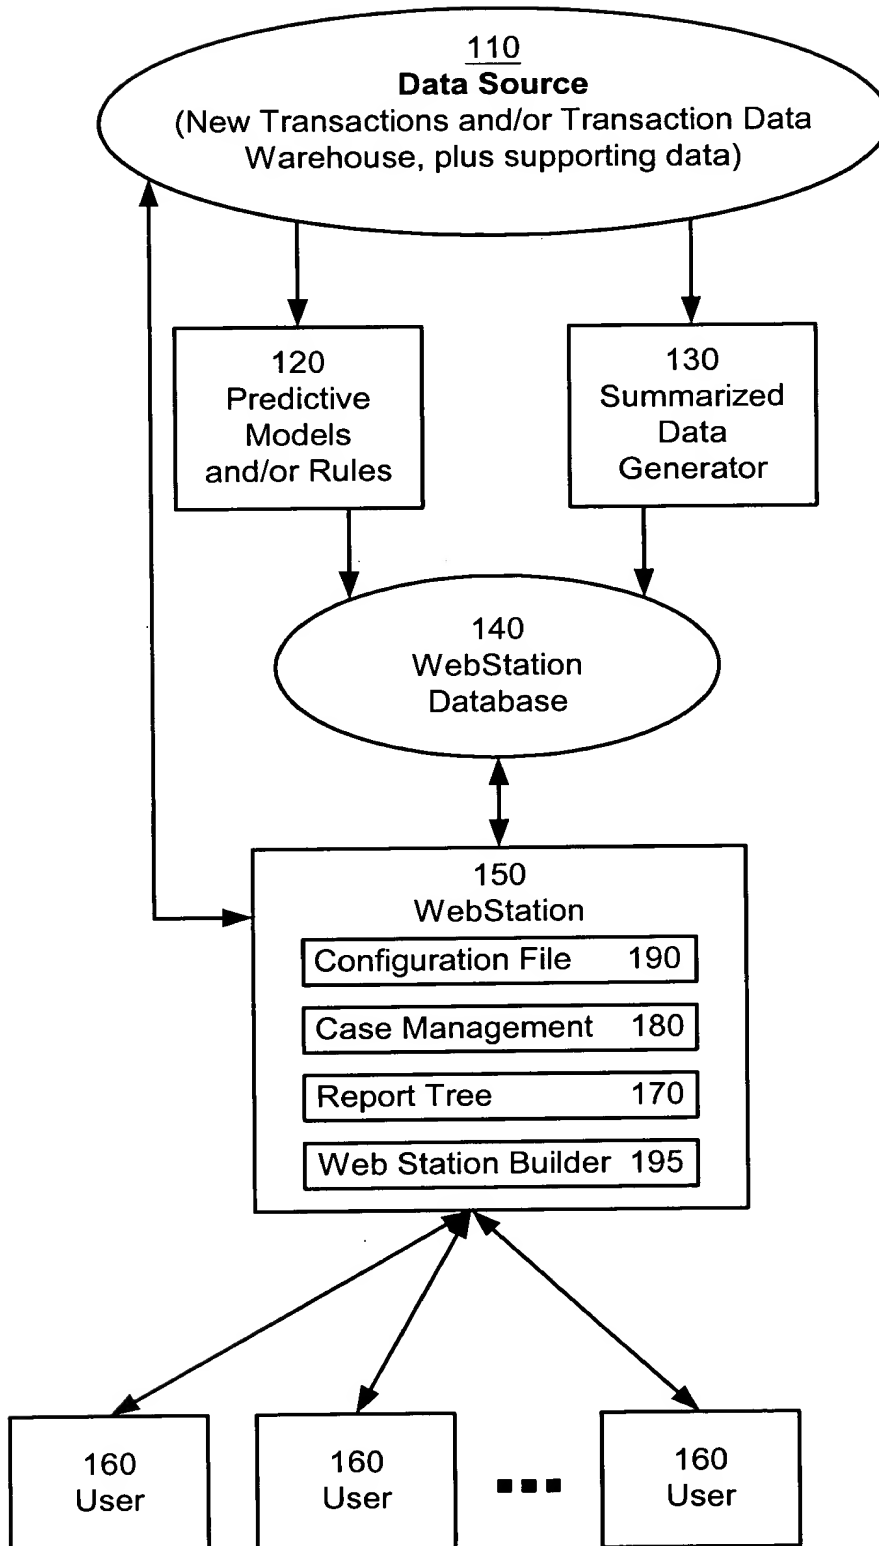 110
Data Source
(New Transactions and/or Transaction Data
Warehouse, plus supporting data)
120
Predictive
Models
and/or Rules
130
Summarized
Data
Generator
140
WebStation
Database
150
WebStation
Configuration File 190
Case Management 180
Report Tree 170
Web Station Builder 195
160
User
160
User
160
User